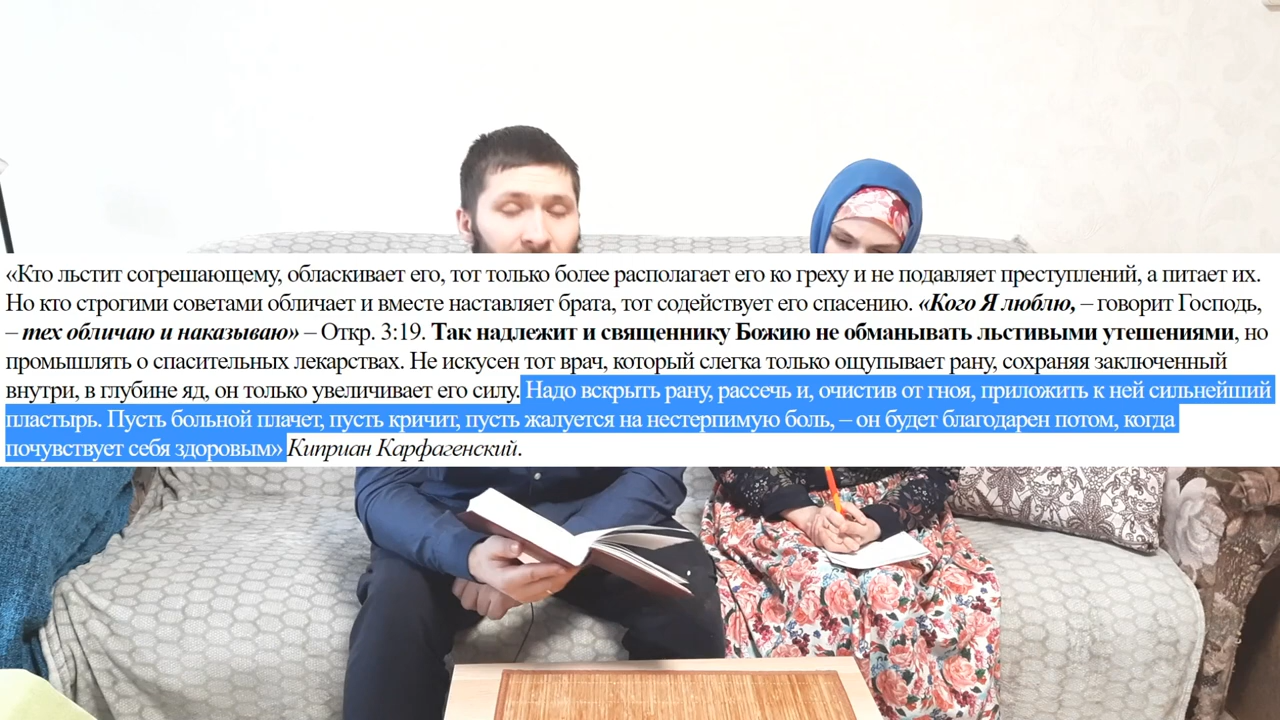 «Кто льстит согрешающему, обласкивает его, тот только более располагает его ко греху и не подавляет преступлений, а питает их.
Но кто строгими советами обличает и вместе наставляет брата, тот содействует его спасению. «Кого Я люблю, – говорит Господь,
– тех обличаю и наказываю» – Откр. 3:19. Так надлежит и священнику Божию не обманывать льстивыми утешениями, но
промышлять о спасительных лекарствах. Не искусен тот врач, который слегка только ощупывает рану, сохраняя заключенный
внутри, в глубине яд, он только увеличивает его силу. Надо вскрыть рану, рассечь и, очистив от гноя, приложить к ней сильнейший
пластырь. Пусть больной плачет, пусть кричит, пусть жалуется на нестерпимую боль, – он будет благодарен потом, когда
почувствует себя здоровым» Киприан Карфагенский.